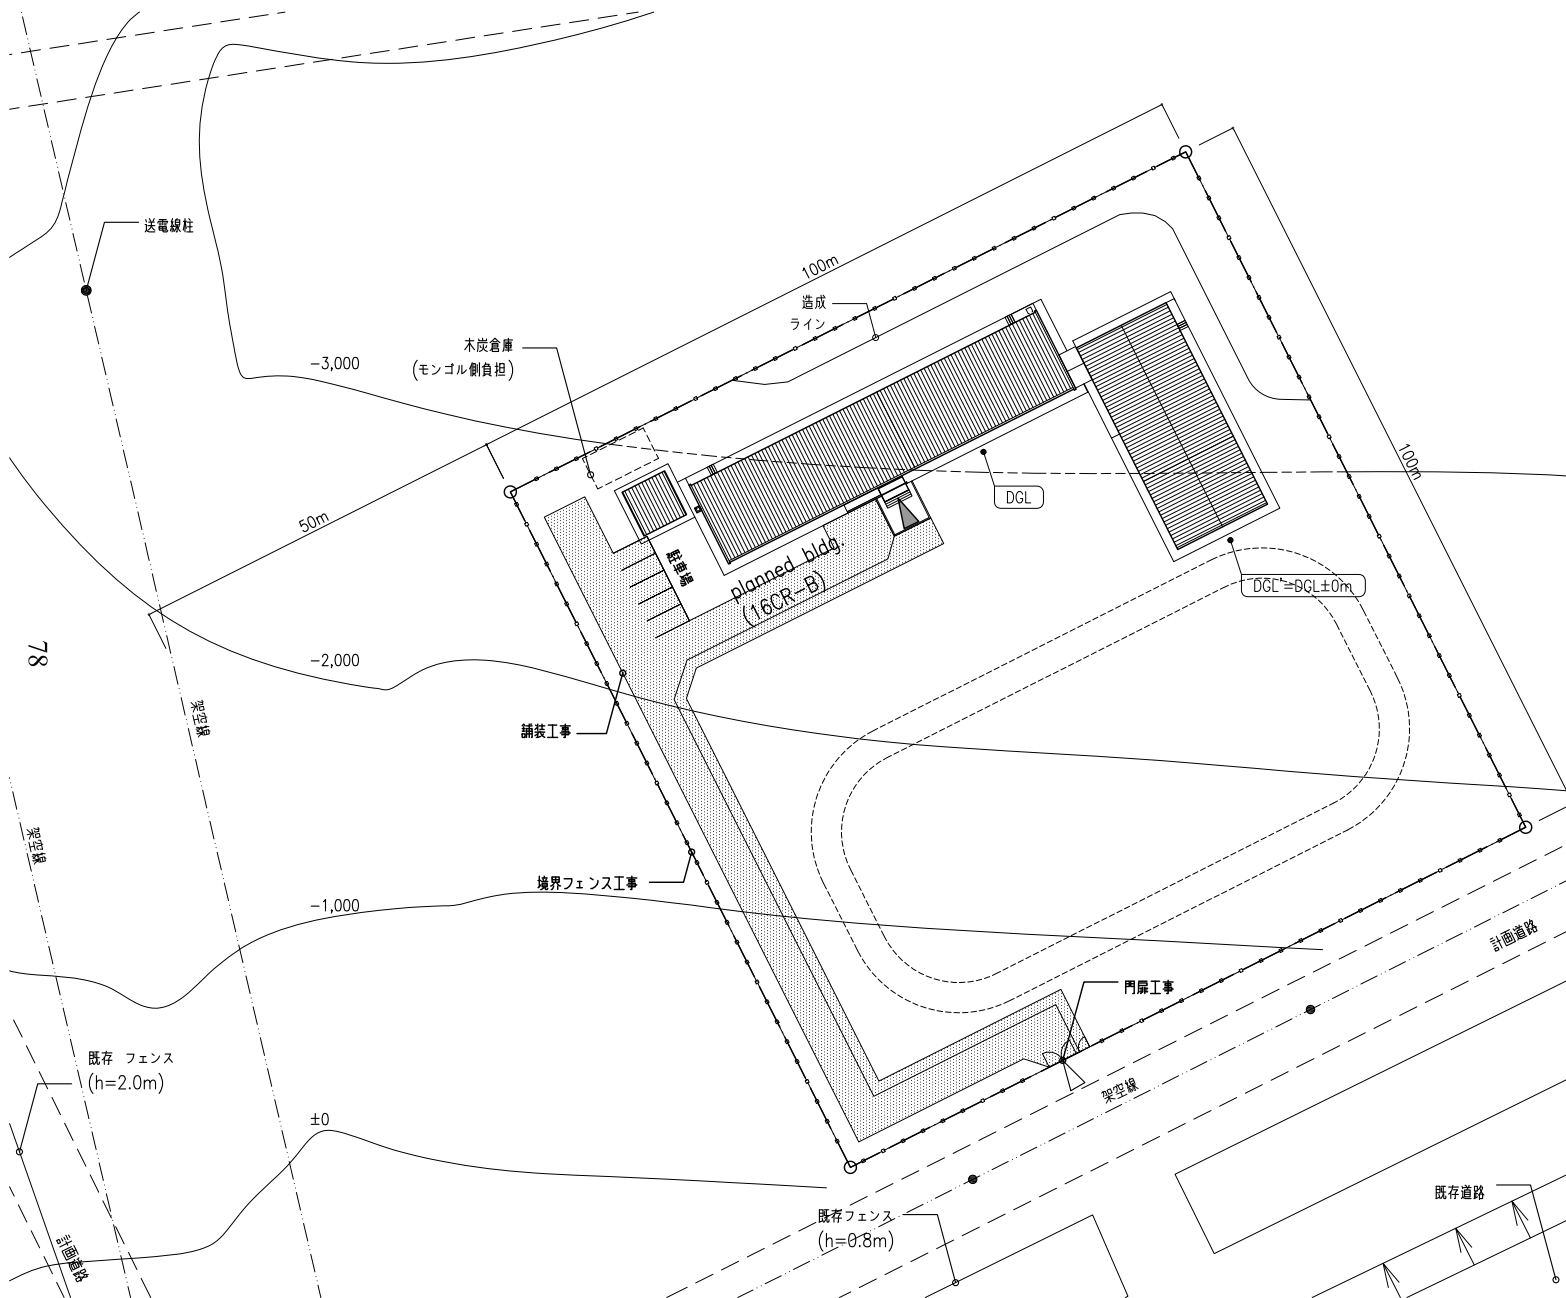 送電線柱
100m
造成
ライン
木炭倉庫
(モンゴル側負担)
-3,000
100m
DGL
50m
駐車場
planned bldg.
(16CR-B)
DGL'=DGL±0m
78
-2,000
架空線
舗装工事
架空線
境界フェンス工事
-1,000
計画道路
門扉工事
既存 フェンス
(h=2.0m)
架空線
±0
既存道路
既存フェンス
(h=0.8m)
計画道路